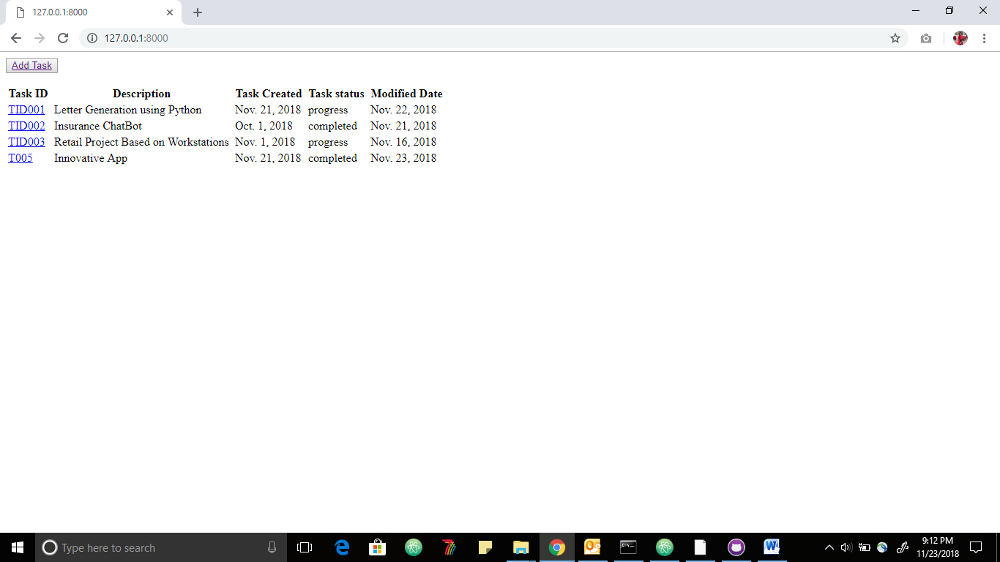 127.0.0.1:8000
127.0.0.1:8000
Add Task
Task ID Description Task Created Task status Modified Date
TID001 Letter Generation using Python Nov. 21, 2018 progress Nov. 22, 2018
TID002 Insurance ChatBot Oct. 1, 2018 completed Nov. 21, 2018
TID003 Retail Project Based on Workstations Nov. 1, 2018 progress Nov. 16, 2018
T005 Innovative App Nov. 21, 2018 completed Nov. 23, 2018
Type here to search
9:12 PM
11/23/2018